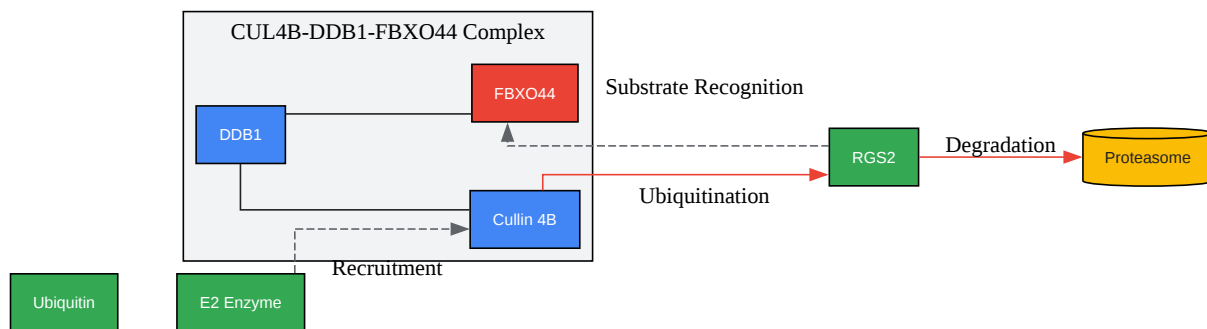 CUL4B-DDB1-FBXO44 Complex
FBXO44
Substrate Recognition
DDB1
RGS2
Degradation
Proteasome
Ubiquitination
Cullin 4B
Recruitment
Ubiquitin
E2 Enzyme